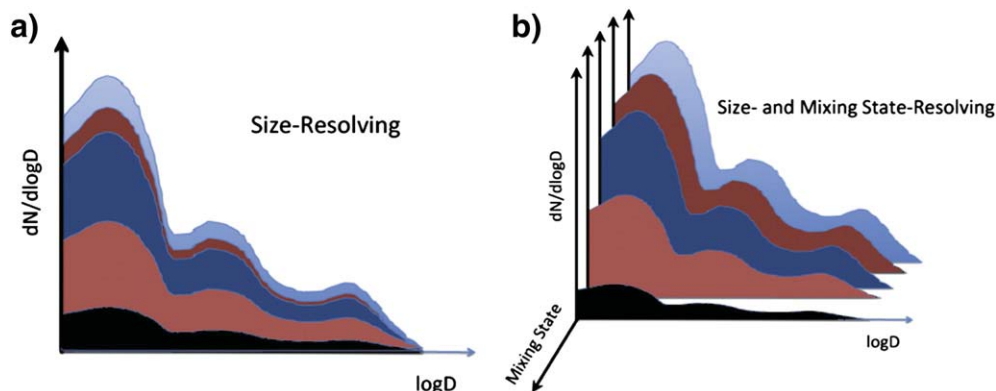 a)
Size-Resolving
dN/dlogD
logD
b)
Size- and Mixing State-Resolving
dN/dlogD
Mixing State
logD